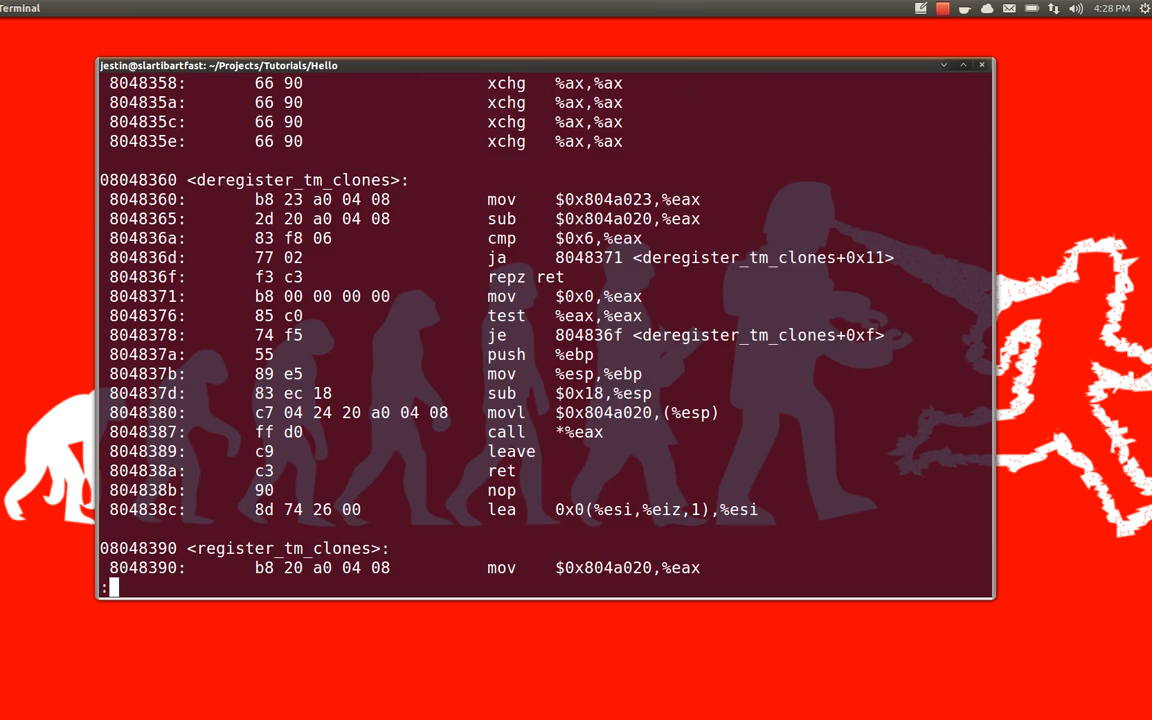 Terminal
4:28 PM
jestin@slartibartfast: ~/Projects/Tutorials/Hello
8048358: 66 90 xchg %ax,%ax
804835a: 66 90 xchg %ax,%ax
804835c: 66 90 xchg %ax,%ax
804835e: 66 90 xchg %ax,%ax
08048360 <deregister_tm_clones>:
8048360: b8 23 a0 04 08 mov $0x804a023,%eax
8048365: 2d 20 a0 04 08 sub $0x804a020,%eax
804836a: 83 f8 06 cmp $0x6,%eax
804836d: 77 02 ja 8048371 <deregister_tm_clones+0x11>
804836f: f3 c3 repz ret
8048371: b8 00 00 00 00 mov $0x0,%eax
8048376: 85 c0 test %eax,%eax
8048378: 74 f5 je 804836f <deregister_tm_clones+0xf>
804837a: 55 push %ebp
804837b: 89 e5 mov %esp,%ebp
804837d: 83 ec 18 sub $0x18,%esp
8048380: c7 04 24 20 a0 04 08 movl $0x804a020,(%esp)
8048387: ff d0 call *%eax
8048389: c9 leave
804838a: c3 ret
804838b: 90 nop
804838c: 8d 74 26 00 lea 0x0(%esi,%eiz,1),%esi
08048390 <register_tm_clones>:
8048390: b8 20 a0 04 08 mov $0x804a020,%eax
: